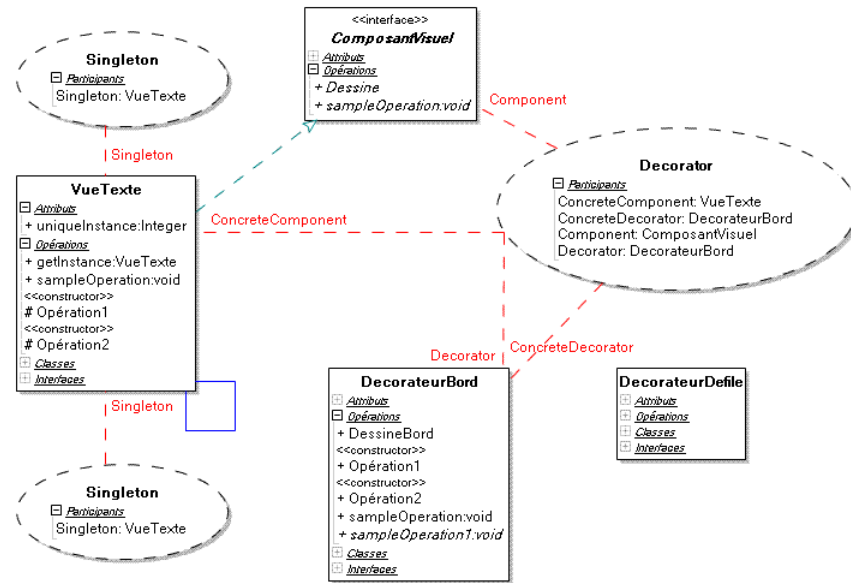 Singleton
Participants
Singleton: VueTexte
Singleton
<<interface>>
ComposantVisuel
Attributs
Opérations
+ Dessine
+ sampleOperation:void
Component
Decorator
Participants
ConcreteComponent: VueTexte
ConcreteDecorator: DecorateurBord
Component: ComposantVisuel
Decorator: DecorateurBord
VueTexte
Attributs
+ uniqueInstance:Integer
Opérations
+ getInstance:VueTexte
+ sampleOperation:void
<<constructor>>
# Opération1
<<constructor>>
# Opération2
Classes
Interfaces
ConcreteComponent
Decorator
ConcreteDecorator
Singleton
Singleton
Participants
Singleton: VueTexte
DecorateurBord
Attributs
Opérations
+ DessineBord
<<constructor>>
+ Opération1
<<constructor>>
+ Opération2
+ sampleOperation:void
+ sampleOperation1:void
Classes
Interfaces
DecorateurDefile
Attributs
Opérations
Classes
Interfaces